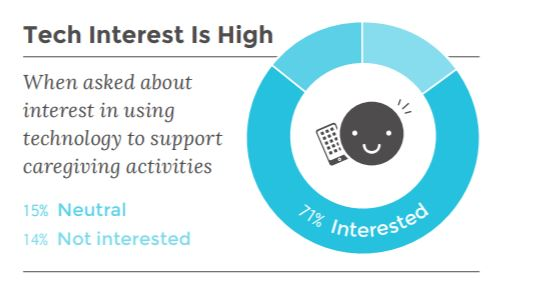 Tech Interest Is High
When asked about
interest in using
technology to support
caregiving activities
15% Neutral
14% Not interested
71% Interested